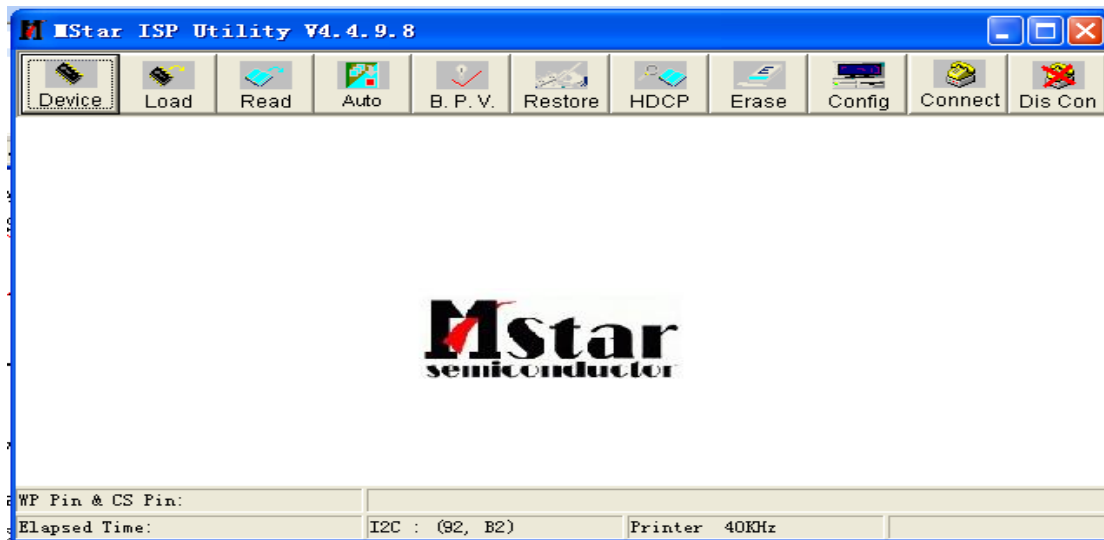 MStar ISP Utility V4.4.9.8
Device Load Read Auto B. P. V. Restore HDCP Erase Config Connect Dis Con
MStar
semiconductor
WP Pin & CS Pin:
Elapsed Time: I2C : (92, B2) Printer 40KHz